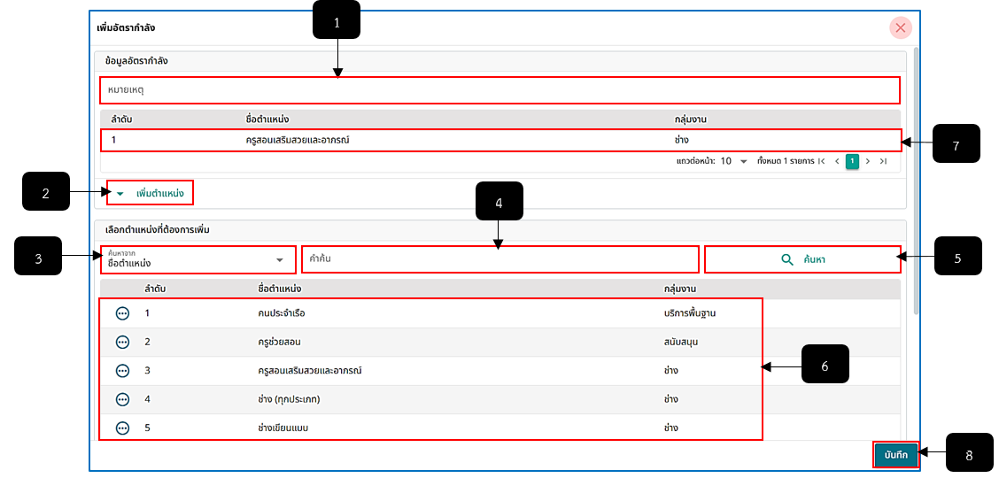 1
เพิ่มอัตรากำลัง
ข้อมูลอัตรากำลัง
หมายเหตุ
ลำดับ ชื่อตำแหน่ง กลุ่มงาน
1 ครูสอนเสริมสวยและอาภรณ์ ช่าง
7
แถวต่อหน้า: 10 ทั้งหมด 1 รายการ 1
2
เพิ่มตำแหน่ง
4
เลือกตำแหน่งที่ต้องการเพิ่ม
3
ค้นหาจาก
ชื่อตำแหน่ง
คำค้น
ค้นหา
5
ลำดับ ชื่อตำแหน่ง กลุ่มงาน
1 คนประจำเรือ บริการพื้นฐาน
2 ครูช่วยสอน สนับสนุน
3 ครูสอนเสริมสวยและอาภรณ์ ช่าง
6
4 ช่าง (ทุกประเภท) ช่าง
5 ช่างเขียนแบบ ช่าง
บันทึก
8